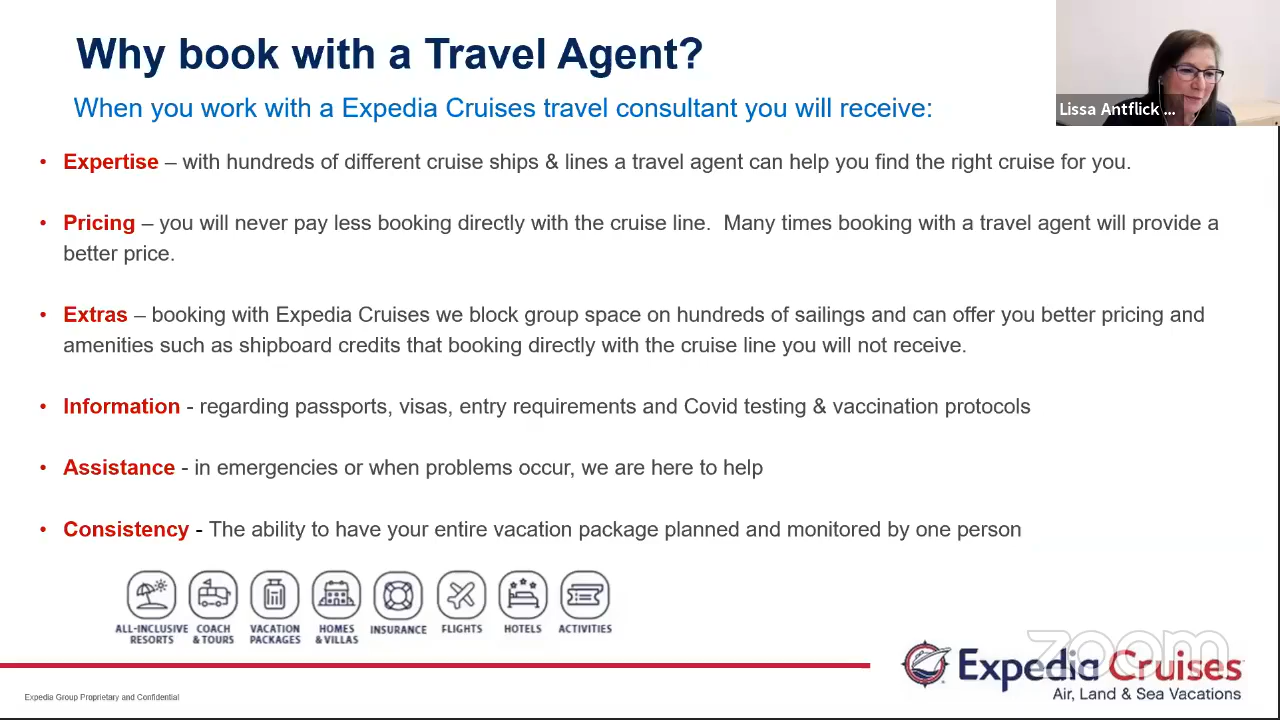 Why book with a Travel Agent?
When you work with a Expedia Cruises travel consultant you will receive:
Lissa Antflick ...
• Expertise – with hundreds of different cruise ships & lines a travel agent can help you find the right cruise for you.
• Pricing – you will never pay less booking directly with the cruise line. Many times booking with a travel agent will provide a
better price.
• Extras – booking with Expedia Cruises we block group space on hundreds of sailings and can offer you better pricing and
amenities such as shipboard credits that booking directly with the cruise line you will not receive.
• Information - regarding passports, visas, entry requirements and Covid testing & vaccination protocols
• Assistance - in emergencies or when problems occur, we are here to help
• Consistency - The ability to have your entire vacation package planned and monitored by one person
ALL-INCLUSIVE
RESORTS
COACH
& TOURS
VACATION
PACKAGES
HOMES
& VILLAS
INSURANCE
FLIGHTS
HOTELS
ACTIVITIES
zoom
Expedia Cruises
Air, Land & Sea Vacations
Expedia Group Proprietary and Confidential